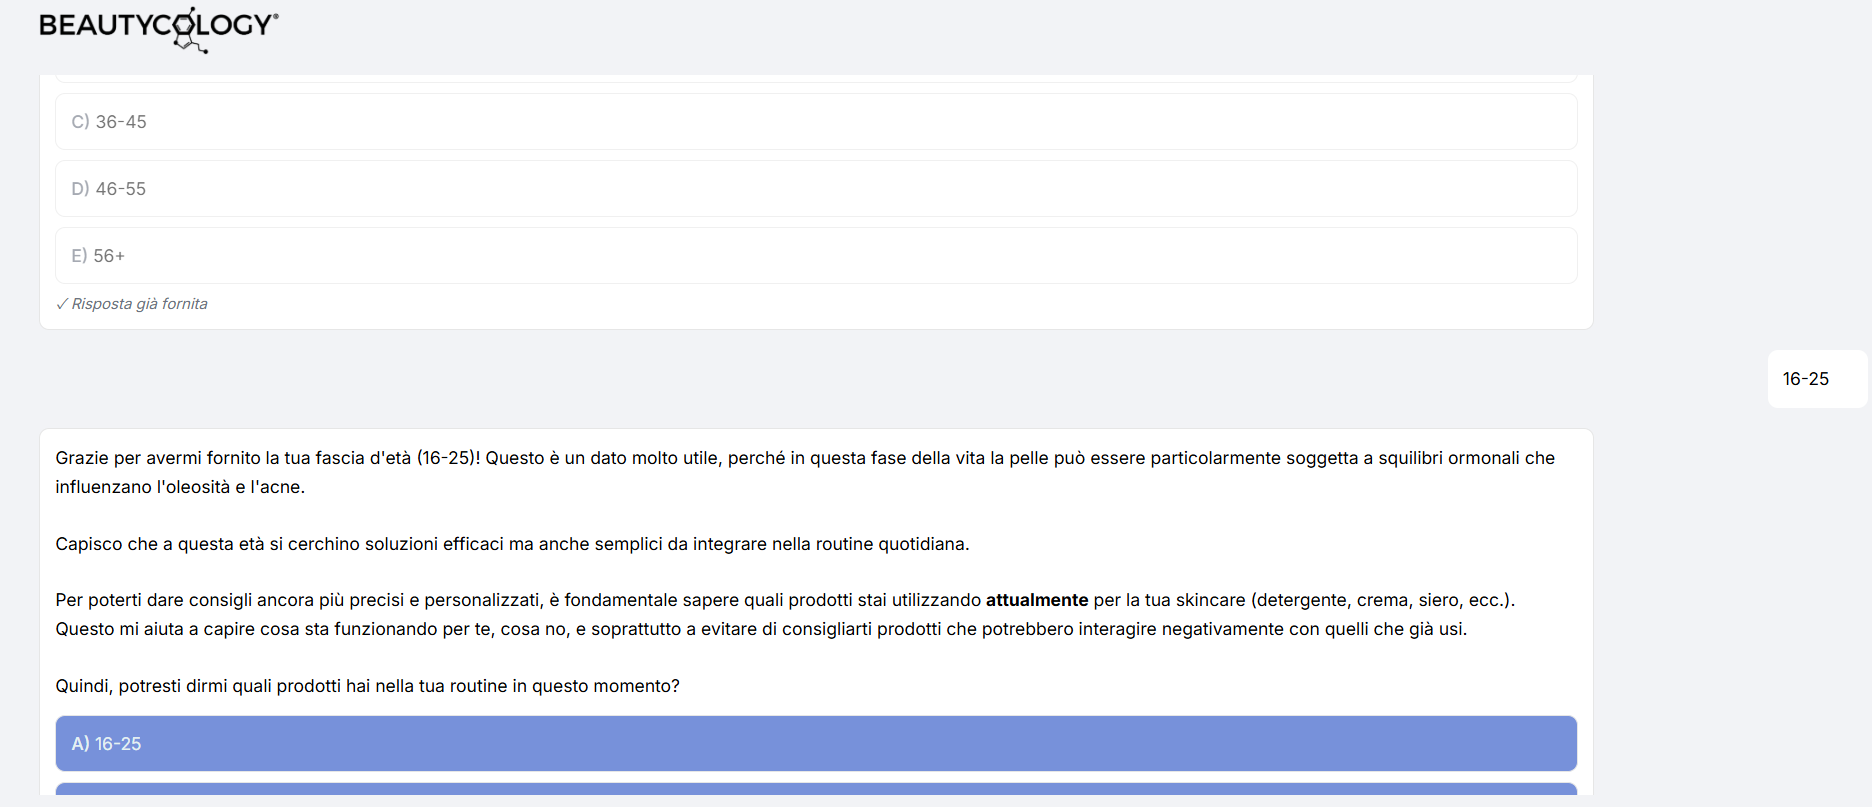 BEAUTYCOLOGY®
C) 36-45
D) 46-55
E) 56+
✓ Risposta già fornita
16-25
Grazie per avermi fornito la tua fascia d'età (16-25)! Questo è un dato molto utile, perché in questa fase della vita la pelle può essere particolarmente soggetta a squilibri ormonali che
influenzano l'oleosità e l'acne.
Capisco che a questa età si cerchino soluzioni efficaci ma anche semplici da integrare nella routine quotidiana.
Per poterti dare consigli ancora più precisi e personalizzati, è fondamentale sapere quali prodotti stai utilizzando attualmente per la tua skincare (detergente, crema, siero, ecc.).
Questo mi aiuta a capire cosa sta funzionando per te, cosa no, e soprattutto a evitare di consigliarti prodotti che potrebbero interagire negativamente con quelli che già usi.
Quindi, potresti dirmi quali prodotti hai nella tua routine in questo momento?
A) 16-25